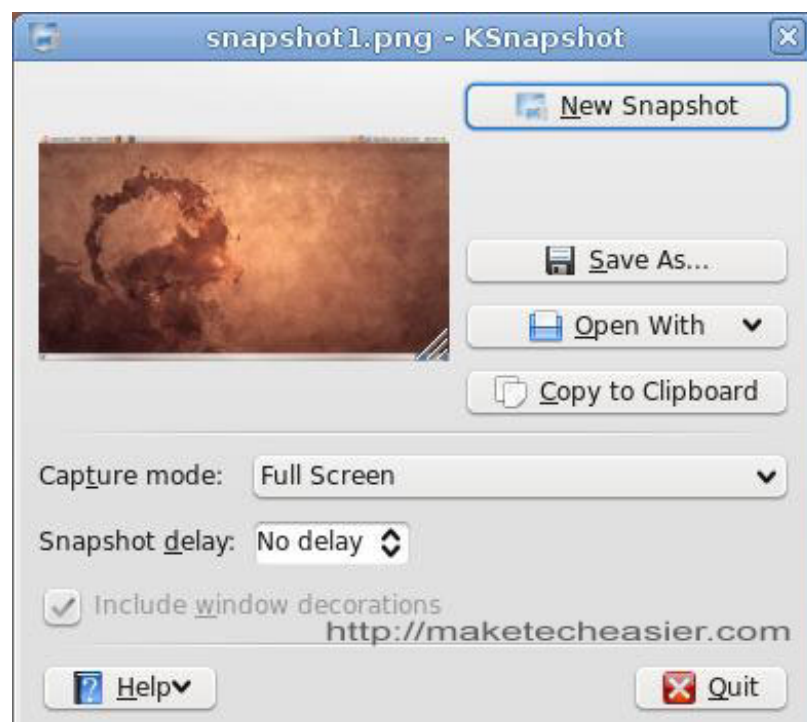 snapshot1.png - KSnapshot
New Snapshot
Save As...
Open With
Copy to Clipboard
Capture mode: Full Screen
Snapshot delay: No delay
Include window decorations
http://maketecheasier.com
Help
Quit